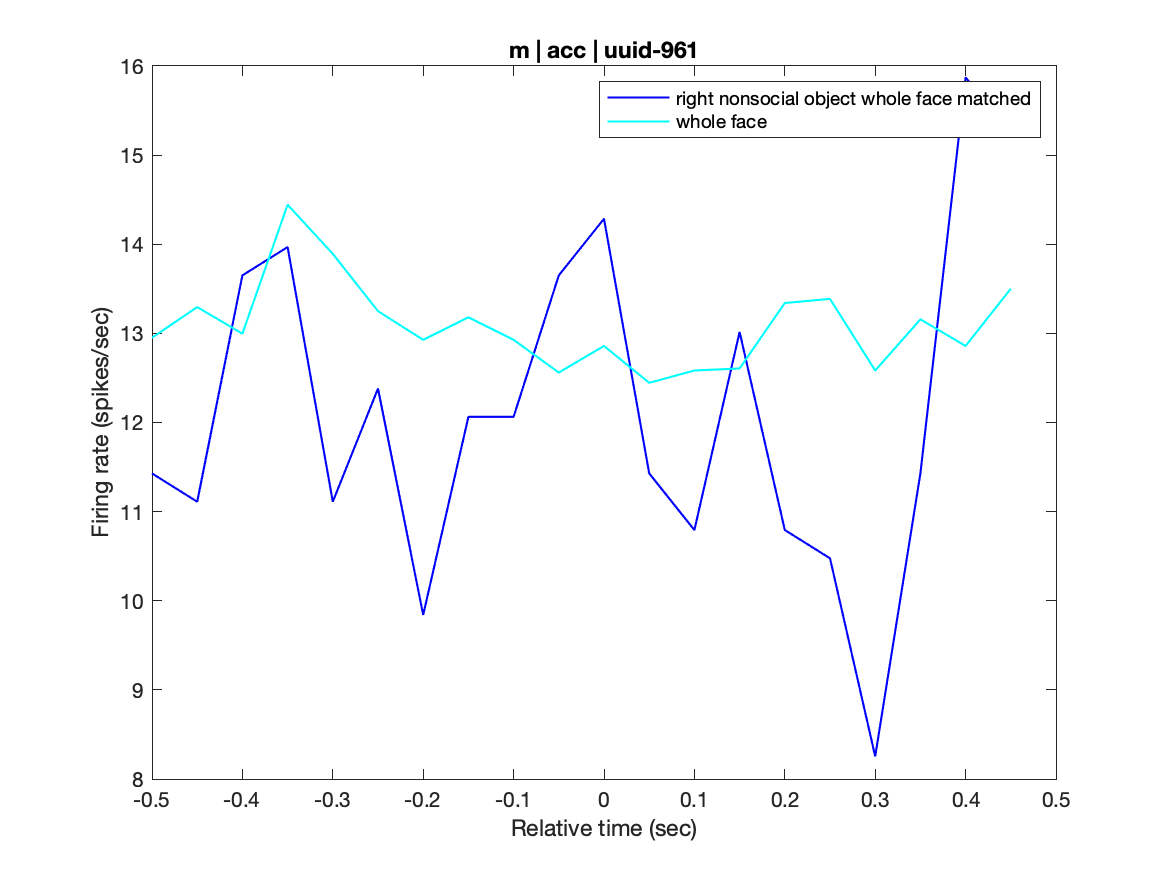 m | acc | uuid-961
right nonsocial object whole face matched
whole face
Firing rate (spikes/sec)
16
15
14
13
12
11
10
9
8
-0.5 -0.4 -0.3 -0.2 -0.1 0 0.1 0.2 0.3 0.4 0.5
Relative time (sec)